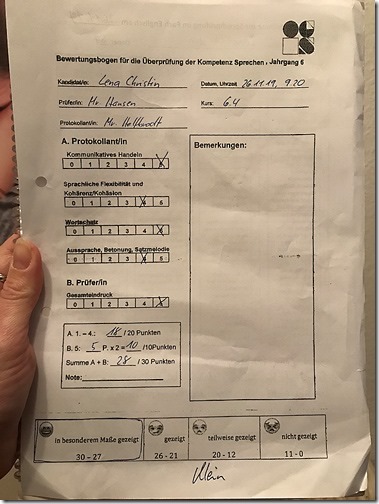 Bewertungsbogen für die Überprüfung der Kompetenz Sprechen, Jahrgang 6
Kandidat/in: Lena Christin Datum, Uhrzeit 26.11.19, 9.20
Prüfer/in: Mr Hansen Kurs: 6.4
Protokollant/in: Mr.
A. Protokollant/in
Bemerkungen:
Kommunikatives Handeln
0 1 2 3 4 5
Sprachliche Flexibilität und
Kohärenz/Kohäsion
0 1 2 3 4 5
Wortschatz
0 1 2 3 4 5
Aussprache, Betonung, Satzmelodie
0 1 2 3 4 5
B. Prüfer/in
Gesamteindruck
0 1 2 3 4 5
A. 1. – 4.: 18 / 20 Punkten
B. 5: 5 P. x 2 = 10 /10Punkten
Summe A + B: 28 / 30 Punkten
Note:
in besonderem Maße gezeigt gezeigt teilweise gezeigt nicht gezeigt
30 – 27 26 - 21 20 - 12 11 - 0
Klein